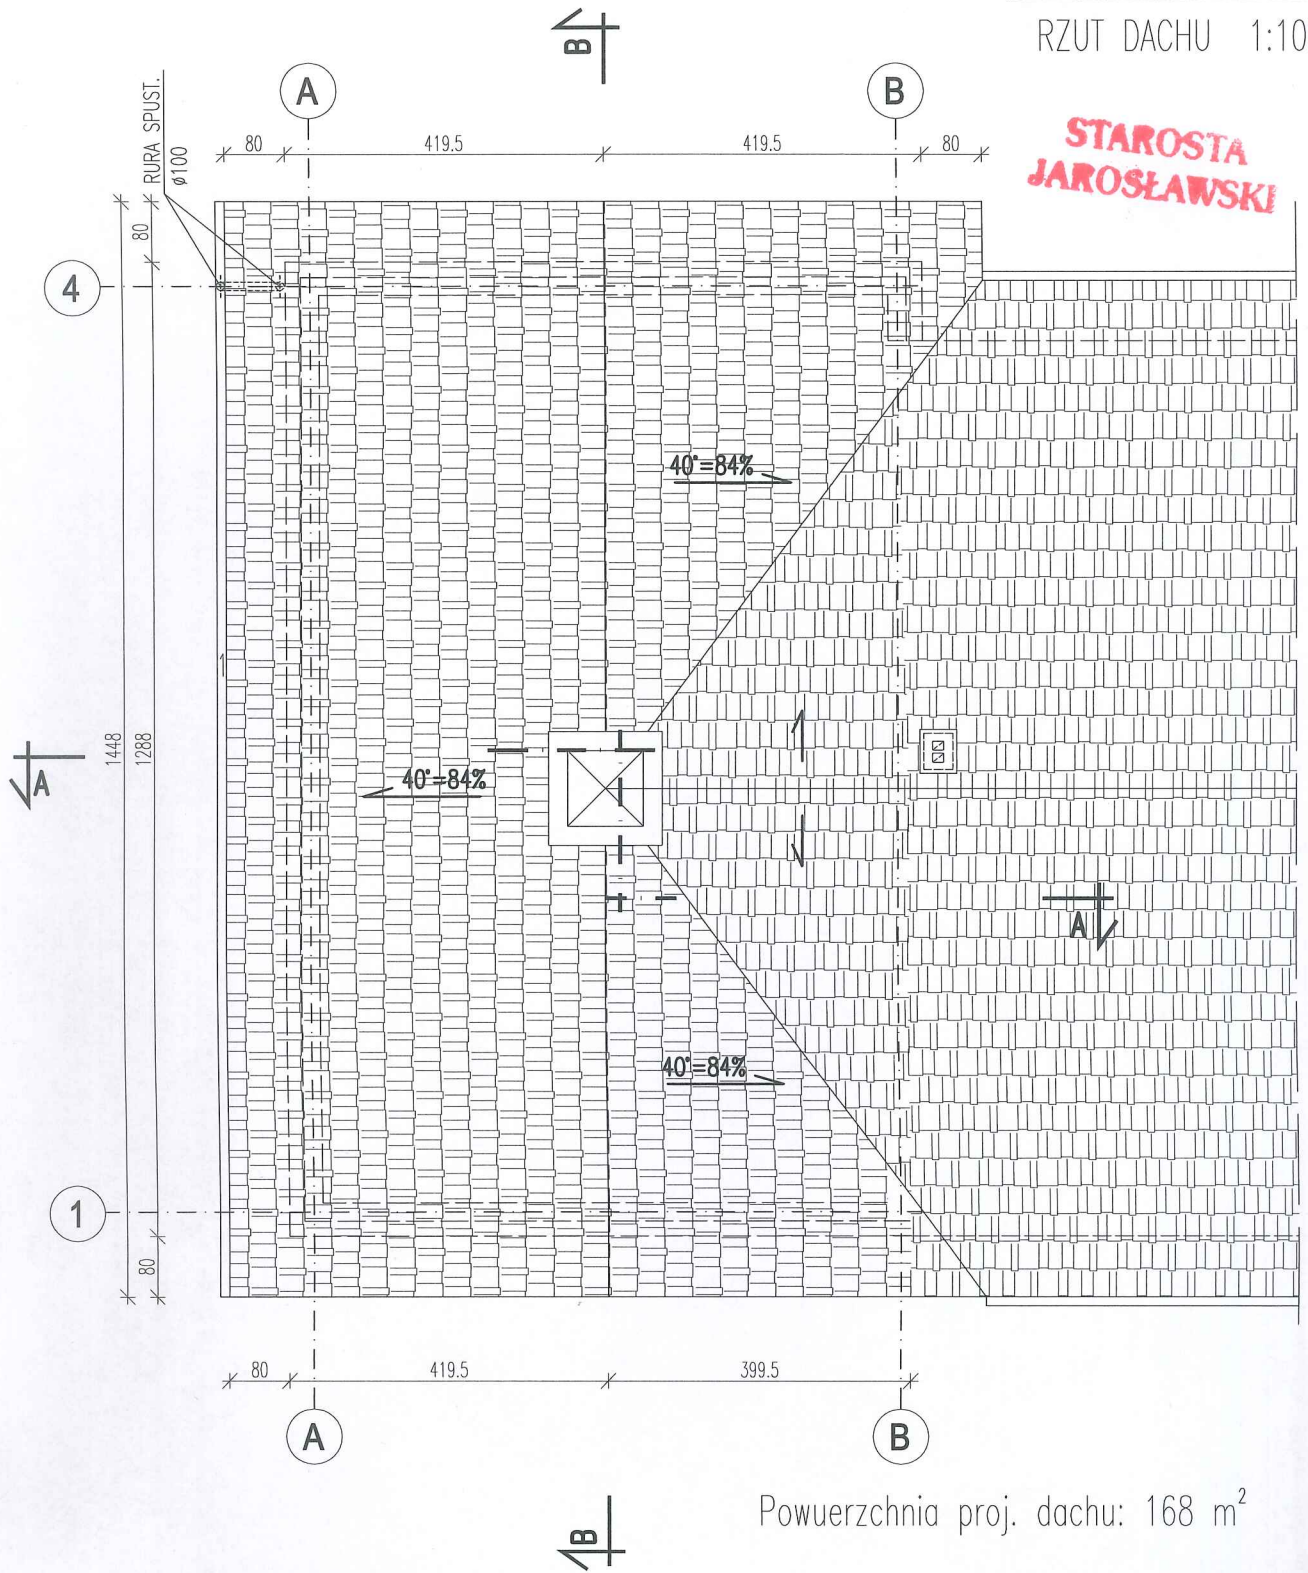 RZUT DACHU 1:10
STAROSTA
JAROSŁAWSKI
B
A
B
RURA SPUST.
ø100
80
419.5
419.5
80
80
4
40°=84%
1448
1288
A
40°=84%
A
40°=84%
1
80
80
419.5
399.5
A
B
B
Powuerzchnia proj. dachu: 168 m²